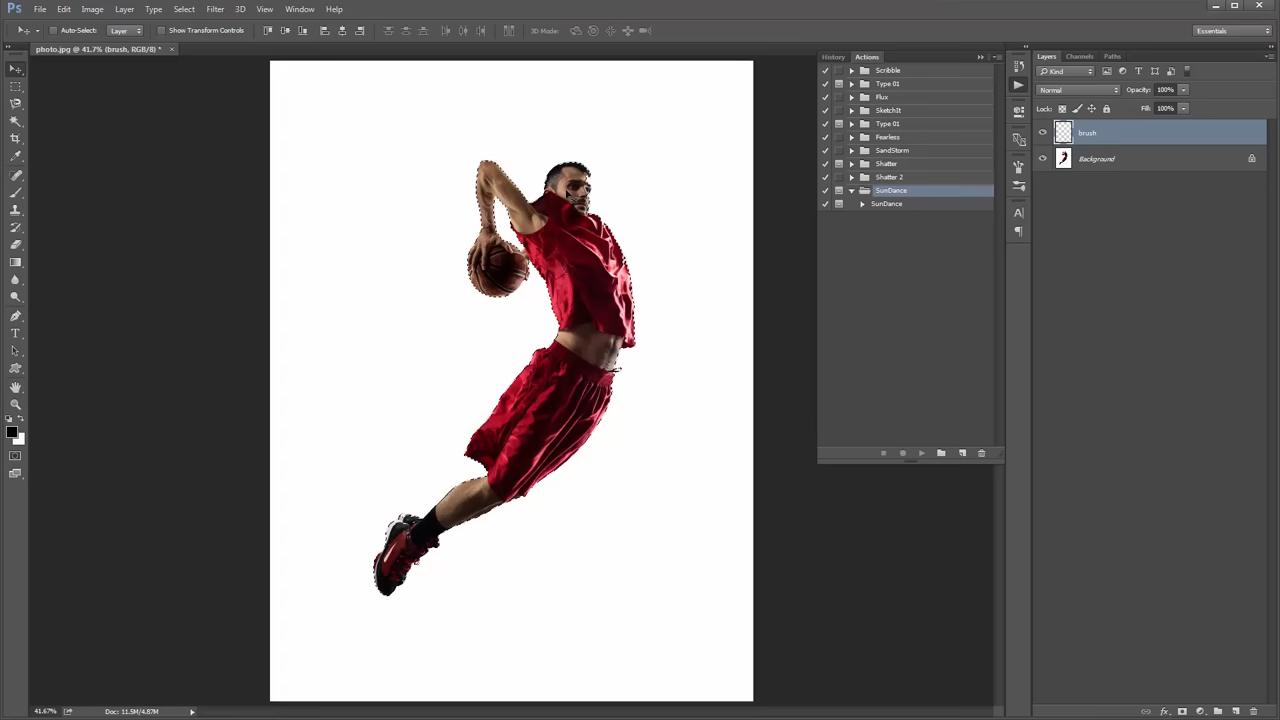 Ps File Edit Image Layer Type Select Filter 3D View Window Help
Auto-Select: Layer Show Transform Controls 3D Mode: Essentials
photo.jpg @ 41.7% (brush, RGB/8) *
History Actions
Scribble
Type 01
Flux
SketchIt
Type 01
Fearless
SandStorm
Shatter
Shatter 2
SunDance
SunDance
Layers Channels Paths
Kind
Normal Opacity: 100%
Lock: Fill: 100%
brush
Background
41.67% Doc: 11.5M/4.87M